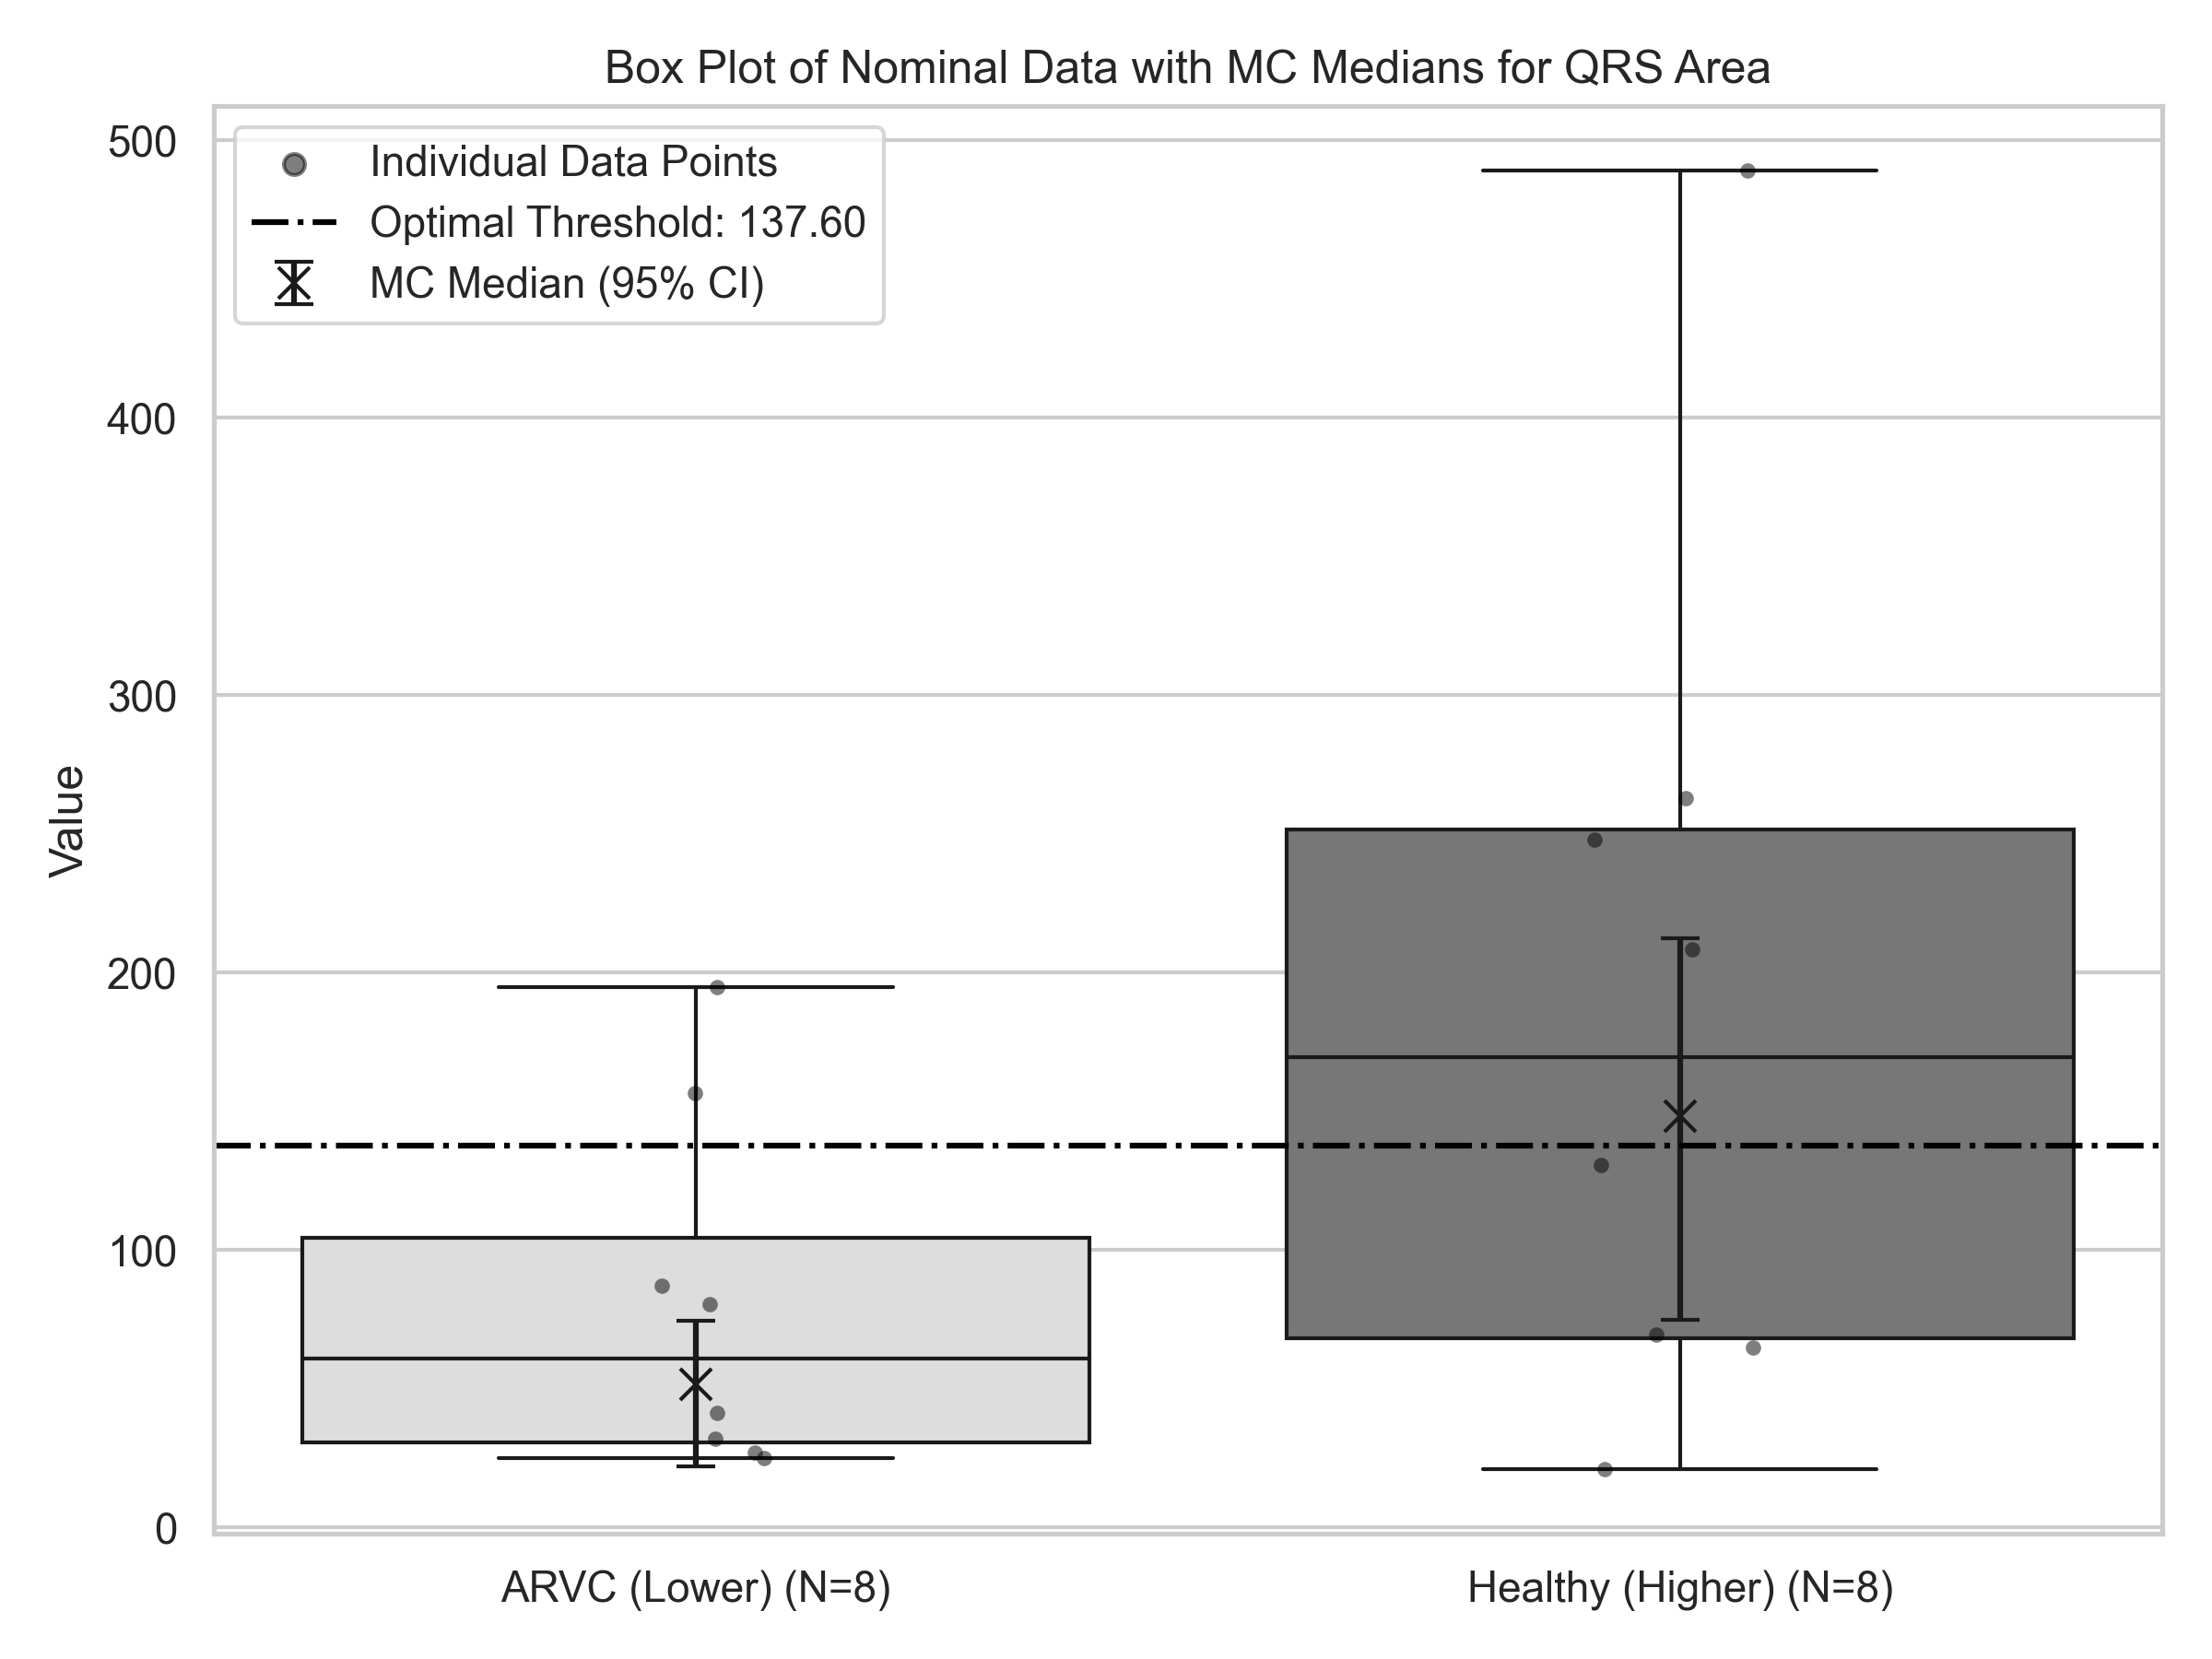 Box Plot of Nominal Data with MC Medians for QRS Area
500
400
300
200
100
0
Value
Individual Data Points
Optimal Threshold: 137.60
MC Median (95% CI)
ARVC (Lower) (N=8)
Healthy (Higher) (N=8)